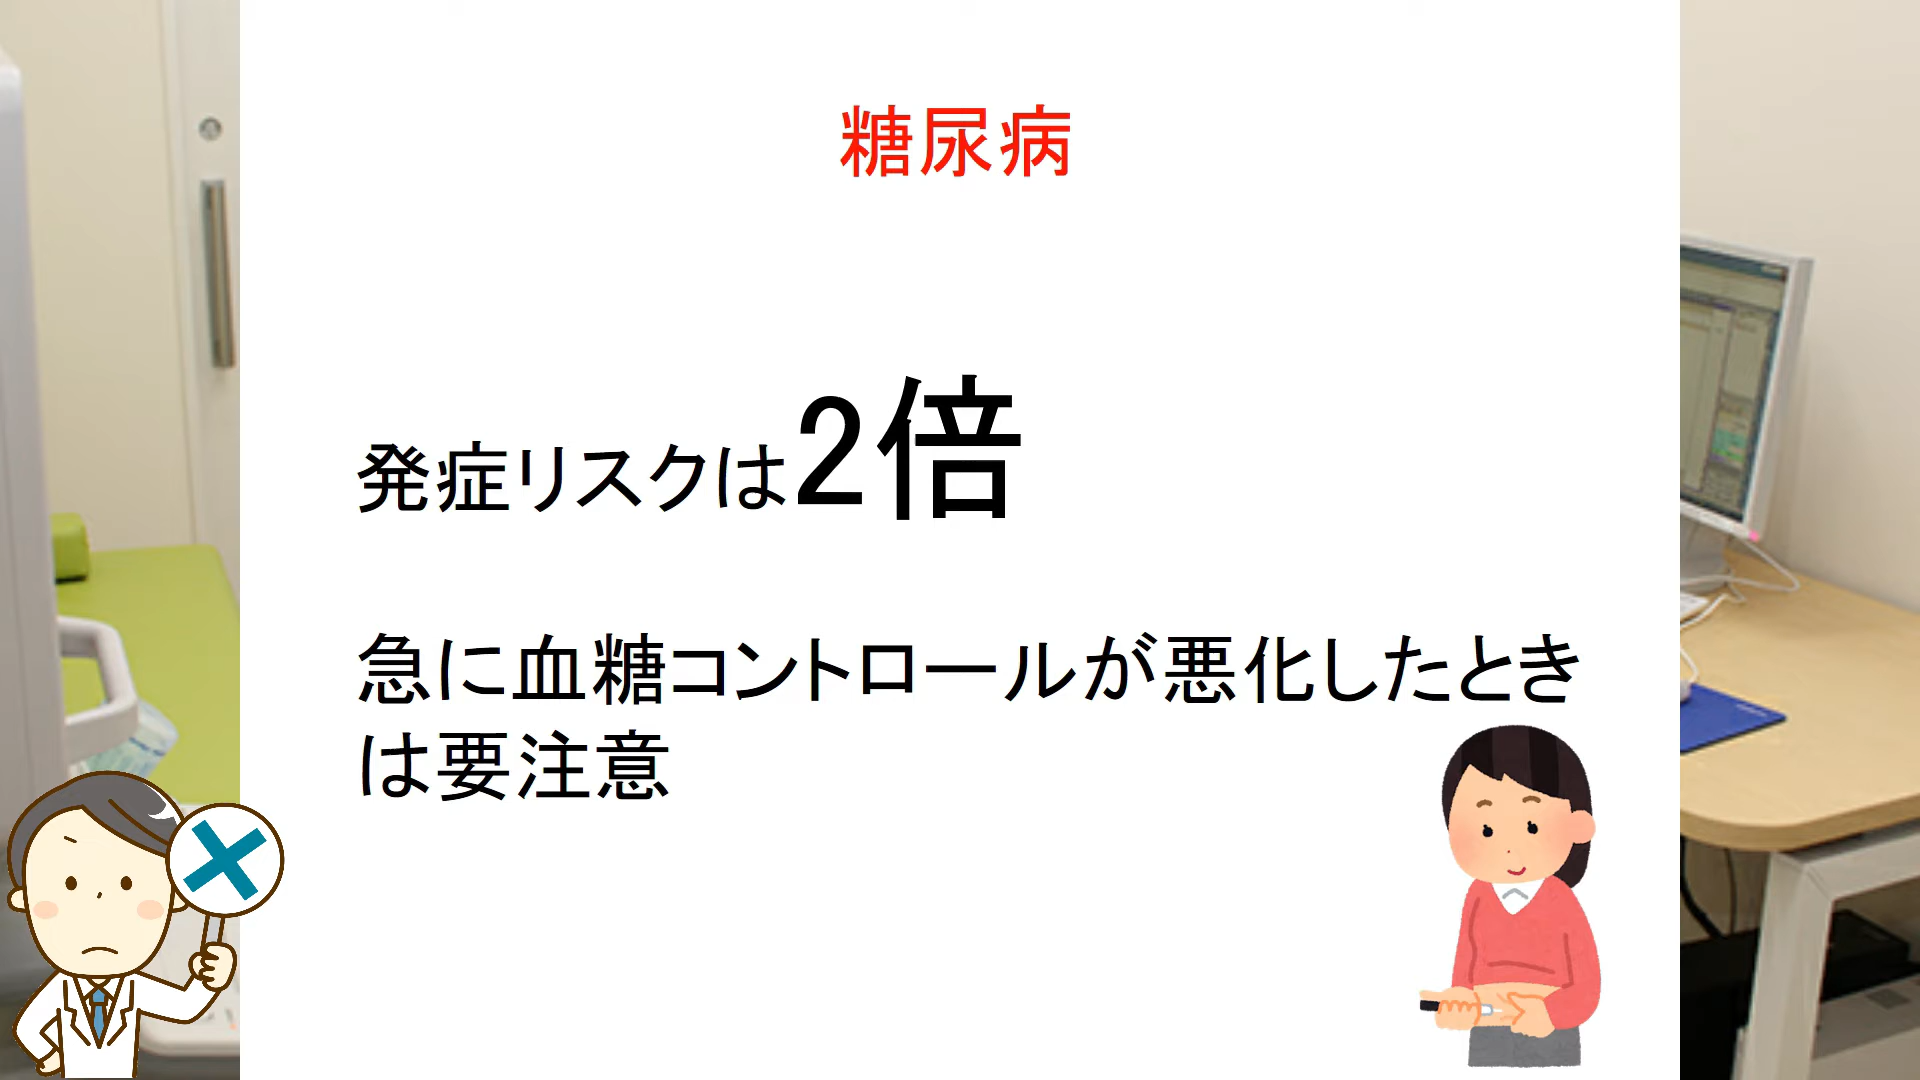 糖尿病
発症リスクは2倍
急に血糖コントロールが悪化したとき
は要注意